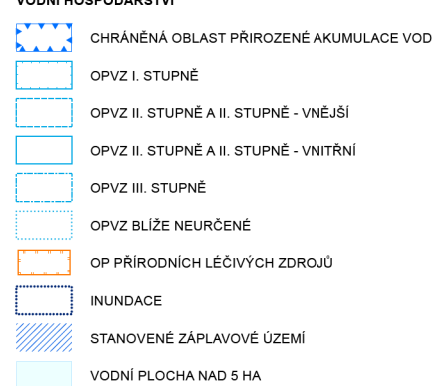 VODNÍ HOSPODÁŘSTVÍ
CHRÁNĚNÁ OBLAST PŘIROZENÉ AKUMULACE VOD
OPVZ I. STUPNĚ
OPVZ II. STUPNĚ A II. STUPNĚ - VNĚJŠÍ
OPVZ II. STUPNĚ A II. STUPNĚ - VNITŘNÍ
OPVZ III. STUPNĚ
OPVZ BLÍŽE NEURČENÉ
OP PŘÍRODNÍCH LÉČIVÝCH ZDROJŮ
INUNDACE
STANOVENÉ ZÁPLAVOVÉ ÚZEMÍ
VODNÍ PLOCHA NAD 5 HA